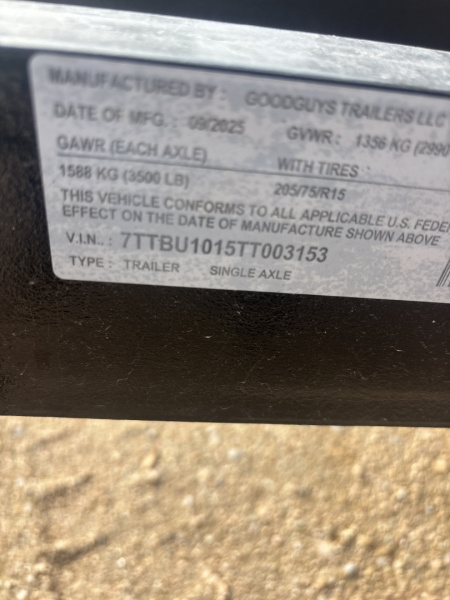 MANUFACTURED BY : GOODGUYS TRAILERS LLC
DATE OF MFG. 09/2025 GVWR : 1356 KG (2990
GAWR (EACH AXLE) WITH TIRES :
1588 KG (3500 LB) 205/75/R15
THIS VEHICLE CONFORMS TO ALL APPLICABLE U.S. FEDER
EFFECT ON THE DATE OF MANUFACTURE SHOWN ABOVE
V.I.N.: 7TTBU1015TT003153
TYPE : TRAILER SINGLE AXLE